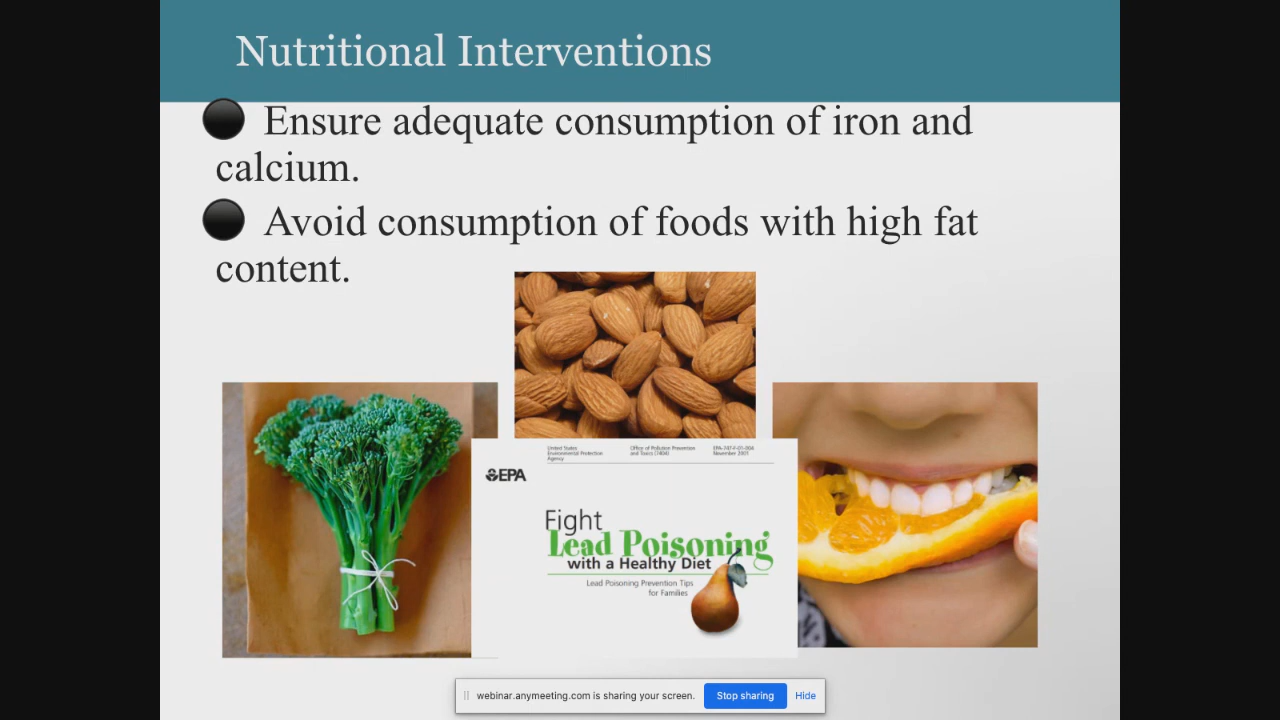 Nutritional Interventions
Ensure adequate consumption of iron and
calcium.
Avoid consumption of foods with high fat
content.
United States
Environmental Protection
Agency
Office of Pollution Prevention
and Toxics (7404)
EPA-747-F-01-004
November 2001
EPA
Fight
Lead Poisoning
with a Healthy Diet
Lead Poisoning Prevention Tips
for Families
webinar.anymeeting.com is sharing your screen.
Stop sharing
Hide